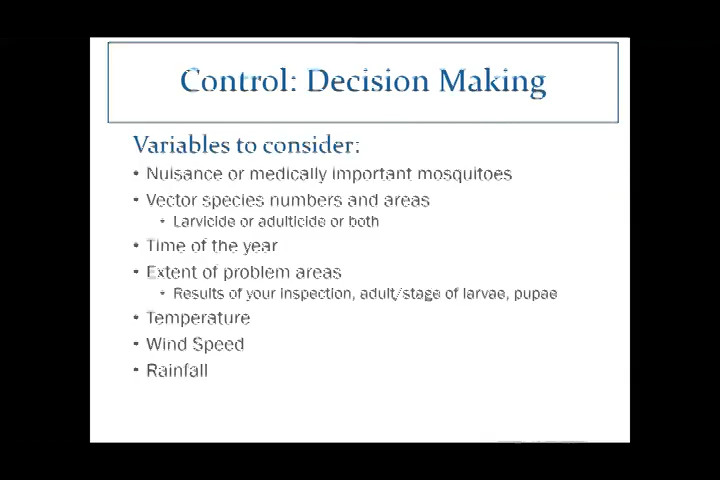 Control: Decision Making
Variables to consider:
• Nuisance or medically important mosquitoes
• Vector species numbers and areas
• Larvicide or adulticide or both
• Time of the year
• Extent of problem areas
• Results of your inspection, adult/stage of larvae, pupae
• Temperature
• Wind Speed
• Rainfall